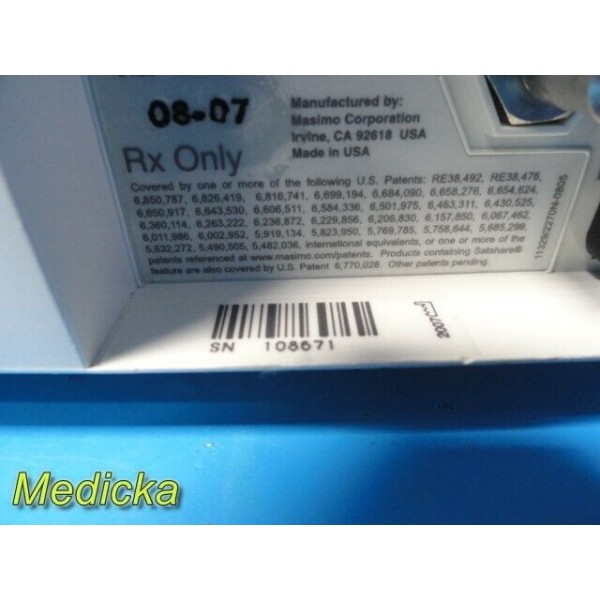 08-07
Manufactured by:
Masimo Corporation
Irvine, CA 92618 USA
Made in USA
Rx Only
Covered by one or more of the following U.S. Patents: RE38,492, RE38,476,
6,850,787, 6,826,419, 6,816,741, 6,699,194, 6,684,090, 6,658,276, 6,654,624,
6,650,917, 6,643,530, 6,606,511, 6,584,336, 6,501,975, 6,463,311, 6,430,525,
6,360,114, 6,263,222, 6,236,872, 6,229,856, 6,206,830, 6,157,850, 6,067,462,
6,011,986, 6,002,952, 5,919,134, 5,823,950, 5,769,785, 5,758,644, 5,685,299,
5,632,272, 5,490,505, 5,482,036, international equivalents, or one or more of the
patents referenced at www.masimo.com/patents. Products containing Satshare®
feature are also covered by U.S. Patent 6,770,028. Other patents pending.
SN 108671
2007
Medicka